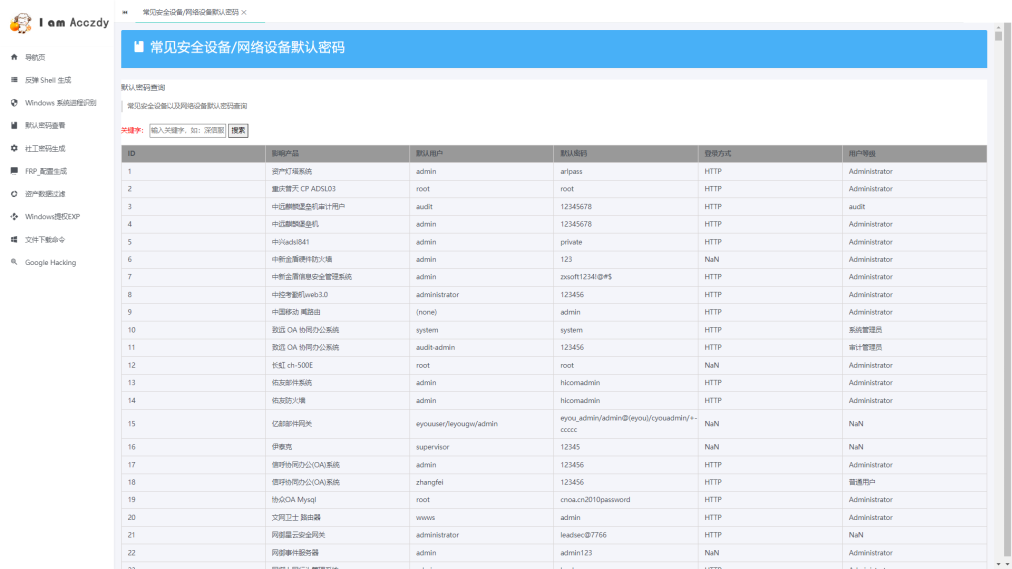 I am Acczdy
常见安全设备/网络设备默认密码 ×
导航页
反弹 Shell 生成
Windows 系统进程识别
默认密码查看
社工密码生成
FRP_配置生成
资产数据过滤
Windows提权EXP
文件下载命令
Google Hacking
常见安全设备/网络设备默认密码
默认密码查询
常见安全设备以及网络设备默认密码查询
关键字: 输入关键字，如：深信服 搜索
ID 影响产品 默认用户 默认密码 登录方式 用户等级
1 资产灯塔系统 admin arlpass HTTP Administrator
2 重庆普天 CP ADSL03 root root HTTP Administrator
3 中远麒麟堡垒机审计用户 audit 12345678 HTTP audit
4 中远麒麟堡垒机 admin 12345678 HTTP Administrator
5 中兴adsl841 admin private HTTP Administrator
6 中新金盾硬件防火墙 admin 123 NaN Administrator
7 中新金盾信息安全管理系统 admin zxsoft1234!@#$ HTTP Administrator
8 中控考勤机web3.0 administrator 123456 HTTP Administrator
9 中国移动 威路由 (none) admin HTTP Administrator
10 致远 OA 协同办公系统 system system HTTP 系统管理员
11 致远 OA 协同办公系统 audit-admin 123456 HTTP 审计管理员
12 长虹 ch-500E root root NaN Administrator
13 佑友邮件系统 admin hicomadmin HTTP Administrator
14 佑友防火墙 admin hicomadmin HTTP Administrator
15 亿邮邮件网关 eyouuser/eyougw/admin eyou_admin/admin@(eyou)/cyouadmin/+-ccccc NaN NaN
16 伊泰克 supervisor 12345 NaN NaN
17 信呼协同办公(OA)系统 admin 123456 HTTP Administrator
18 信呼协同办公(OA)系统 zhangfei 123456 HTTP 普通用户
19 协众OA Mysql root cnoa.cn2010password HTTP Administrator
20 文网卫士 路由器 wwws admin HTTP Administrator
21 网御星云安全网关 administrator leadsec@7766 HTTP NaN
22 网御事件服务器 admin admin123 NaN Administrator